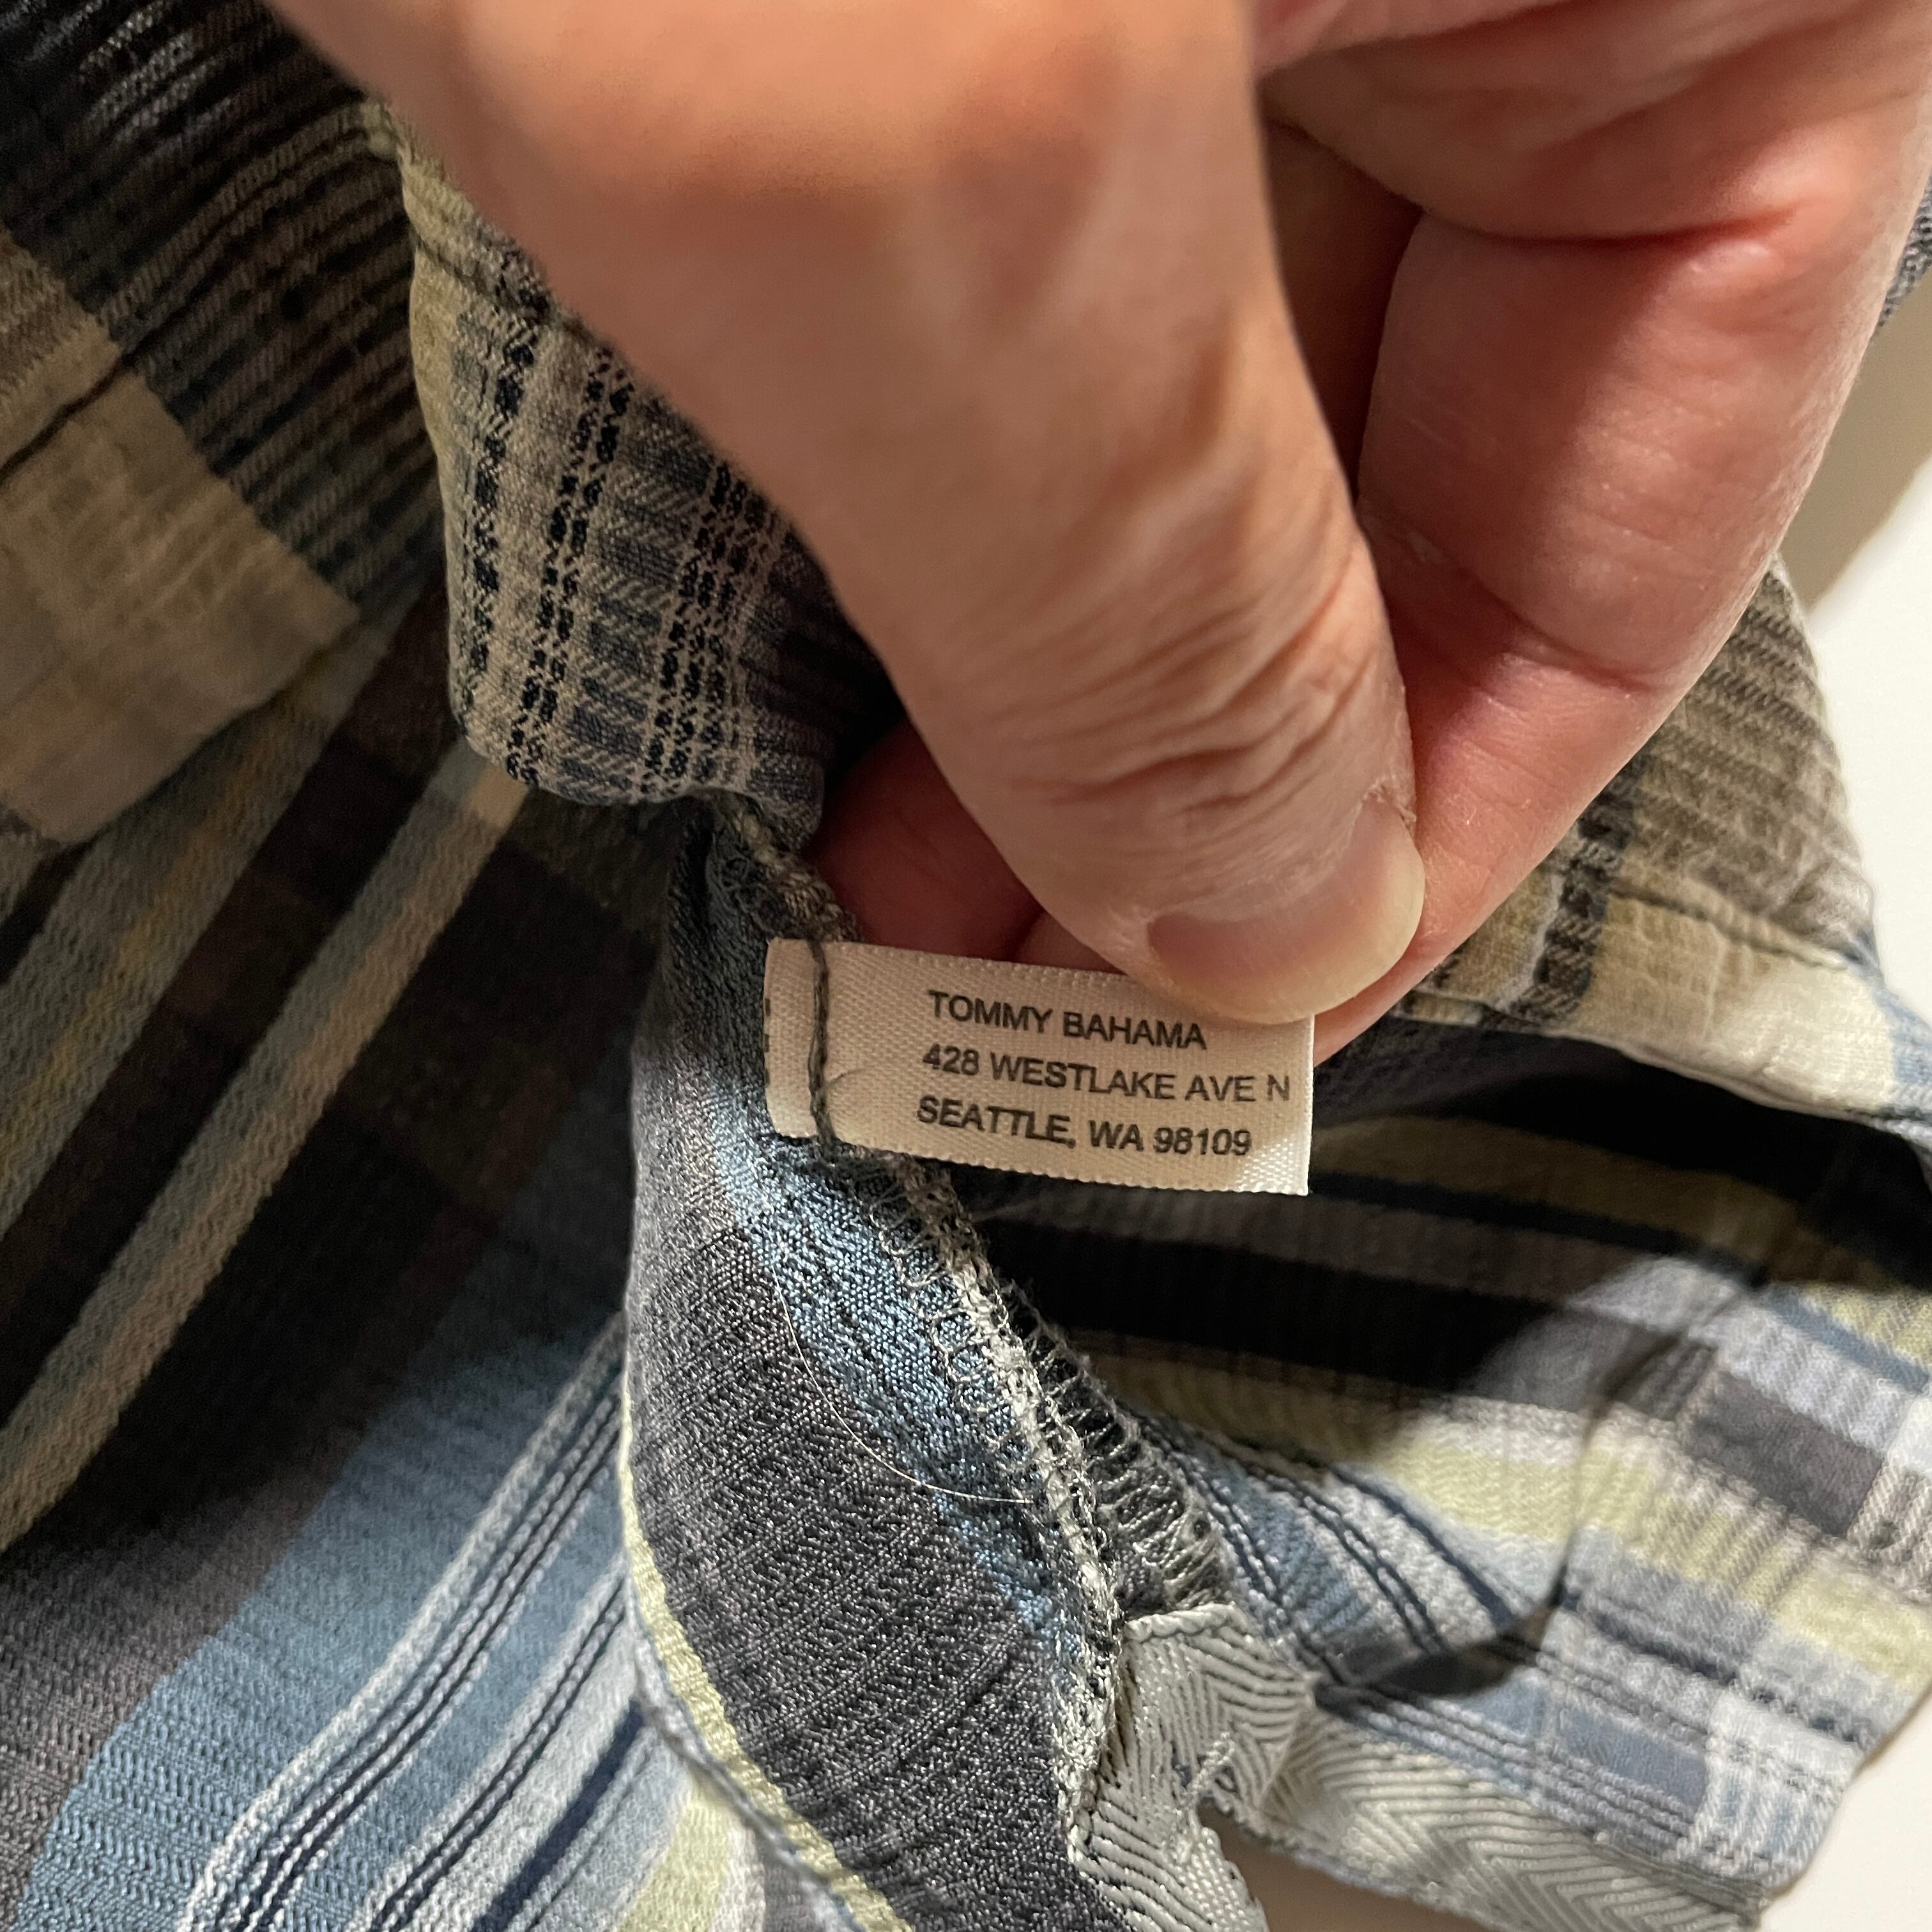 TOMMY BAHAMA
428 WESTLAKE AVE N
SEATTLE, WA 98109